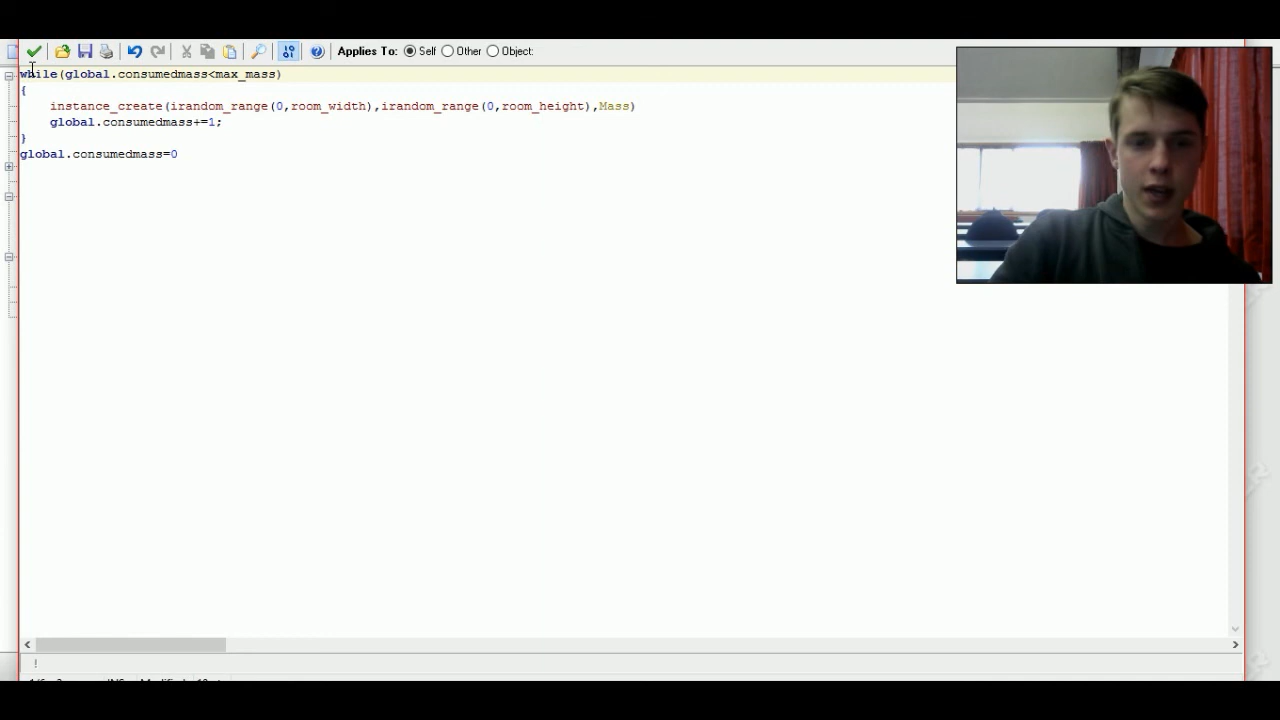 Applies To: Self Other Object:
while(global.consumedmass<max_mass)
{
instance_create(irandom_range(0,room_width),irandom_range(0,room_height),Mass)
global.consumedmass+=1;
}
global.consumedmass=0
!